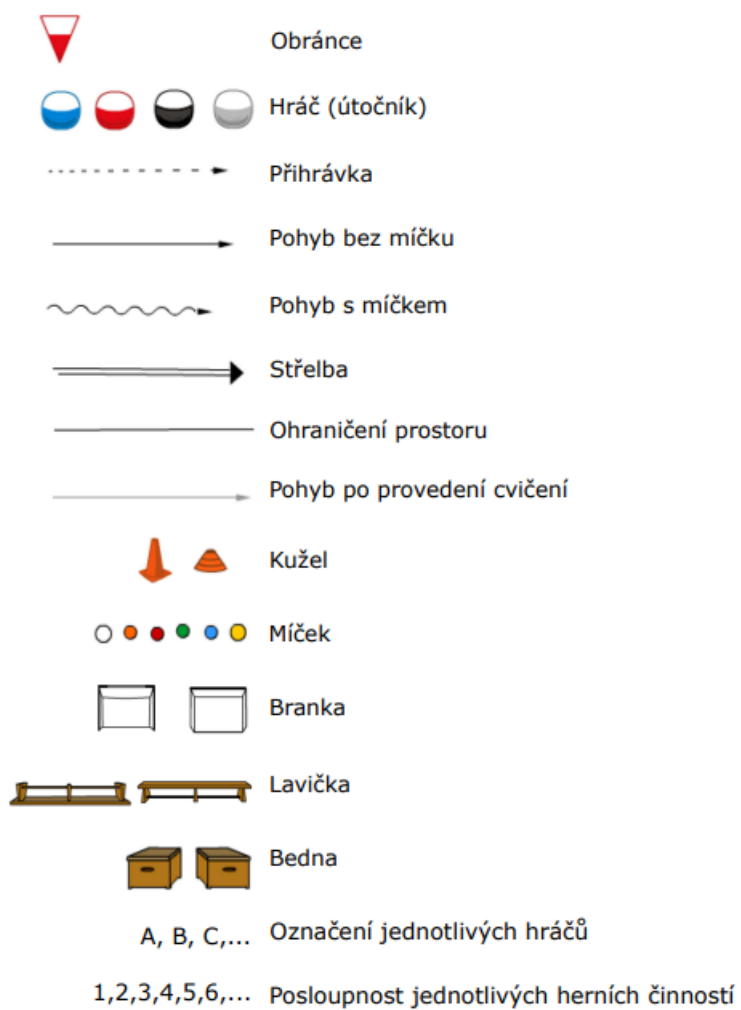 Obránce
Hráč (útočník)
Přihrávka
Pohyb bez míčku
Pohyb s míčkem
Střelba
Ohraničení prostoru
Pohyb po provedení cvičení
Kužel
Míček
Branka
Lavička
Bedna
A, B, C,... Označení jednotlivých hráčů
1,2,3,4,5,6,... Posloupnost jednotlivých herních činností